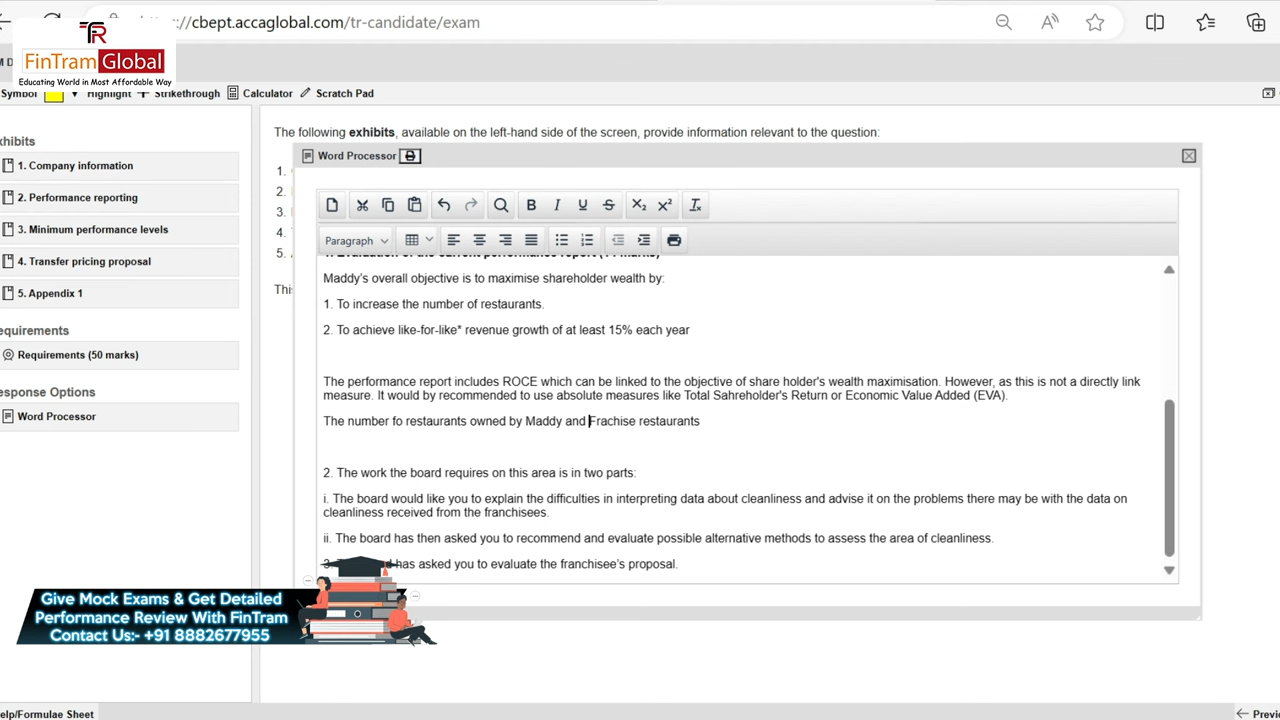 ://cbept.accaglobal.com/tr-candidate/exam
FinTram Global
Educating World in Most Affordable Way
Symbol Highlight Strikethrough Calculator Scratch Pad
xhibits
1. Company information
2. Performance reporting
3. Minimum performance levels
4. Transfer pricing proposal
5. Appendix 1
equirements
Requirements (50 marks)
esponse Options
Word Processor
The following exhibits, available on the left-hand side of the screen, provide information relevant to the question:
1.
2.
3.
4.
5.
This
Word Processor
Paragraph
Maddy's overall objective is to maximise shareholder wealth by:
1. To increase the number of restaurants.
2. To achieve like-for-like* revenue growth of at least 15% each year
The performance report includes ROCE which can be linked to the objective of share holder's wealth maximisation. However, as this is not a directly link
measure. It would by recommended to use absolute measures like Total Sahreholder's Return or Economic Value Added (EVA).
The number fo restaurants owned by Maddy and Frachise restaurants
2. The work the board requires on this area is in two parts:
i. The board would like you to explain the difficulties in interpreting data about cleanliness and advise it on the problems there may be with the data on
cleanliness received from the franchisees.
ii. The board has then asked you to recommend and evaluate possible alternative methods to assess the area of cleanliness.
has asked you to evaluate the franchisee's proposal.
Give Mock Exams & Get Detailed
Performance Review With FinTram
Contact Us:- +91 8882677955
elp/Formulae Sheet
Previo